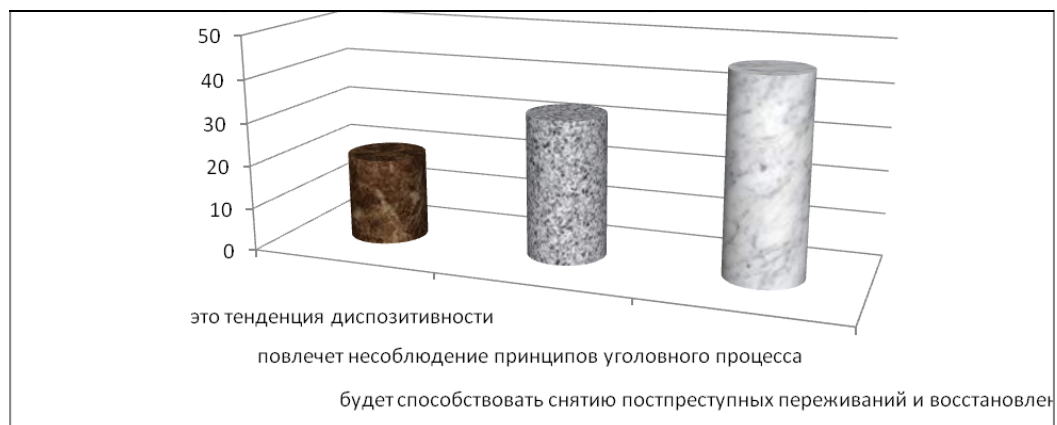 50
40
30
20
10
0
это тенденция диспозитивности
повлечет несоблюдение принципов уголовного процесса
будет способствовать снятию постпреступных переживаний и восстановлен